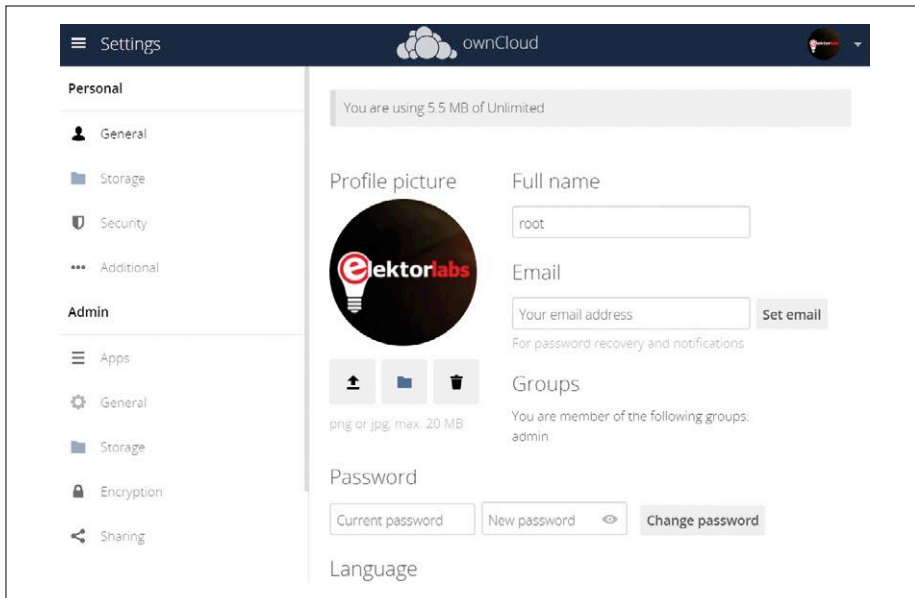 Settings
ownCloud
elektorlabs
Personal
General
Storage
Security
Additional
Admin
Apps
General
Storage
Encryption
Sharing
You are using 5.5 MB of Unlimited
Profile picture
elektorlabs
png or jpg, max. 20 MB
Full name
root
Email
Your email address
Set email
For password recovery and notifications
Groups
You are member of the following groups:
admin
Password
Current password
New password
Change password
Language